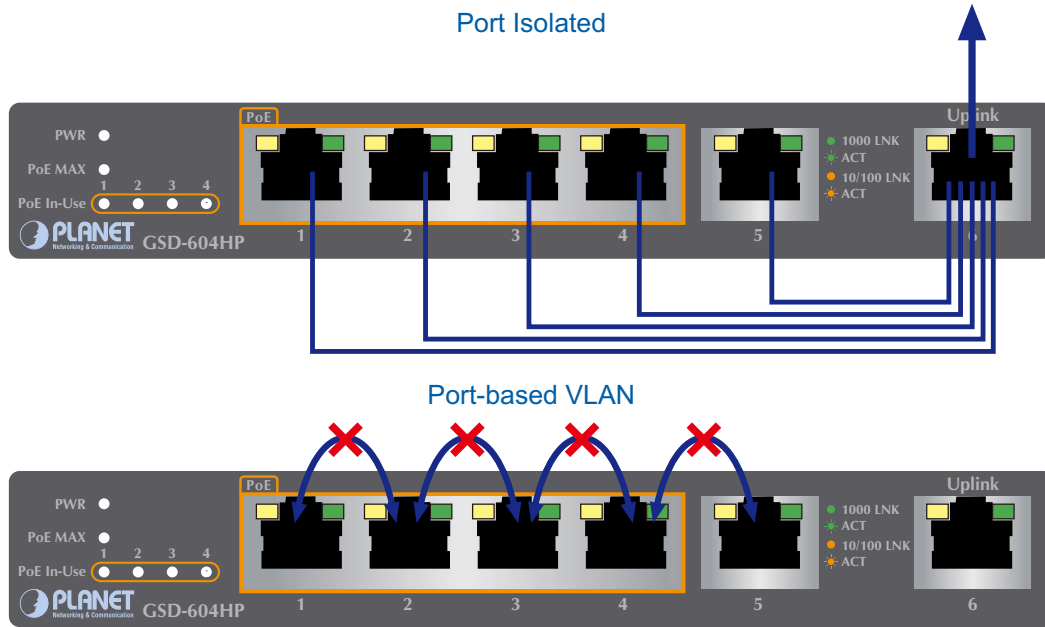 Port Isolated
PoE
Uplink
PWR
PoE MAX
1 2 3 4
PoE In-Use
1000 LNK
ACT
10/100 LNK
ACT
PLANET
Networking & Communication
GSD-604HP
1 2 3 4 5 6
Port-based VLAN
PoE
Uplink
PWR
PoE MAX
1 2 3 4
PoE In-Use
1000 LNK
ACT
10/100 LNK
ACT
PLANET
Networking & Communication
GSD-604HP
1 2 3 4 5 6